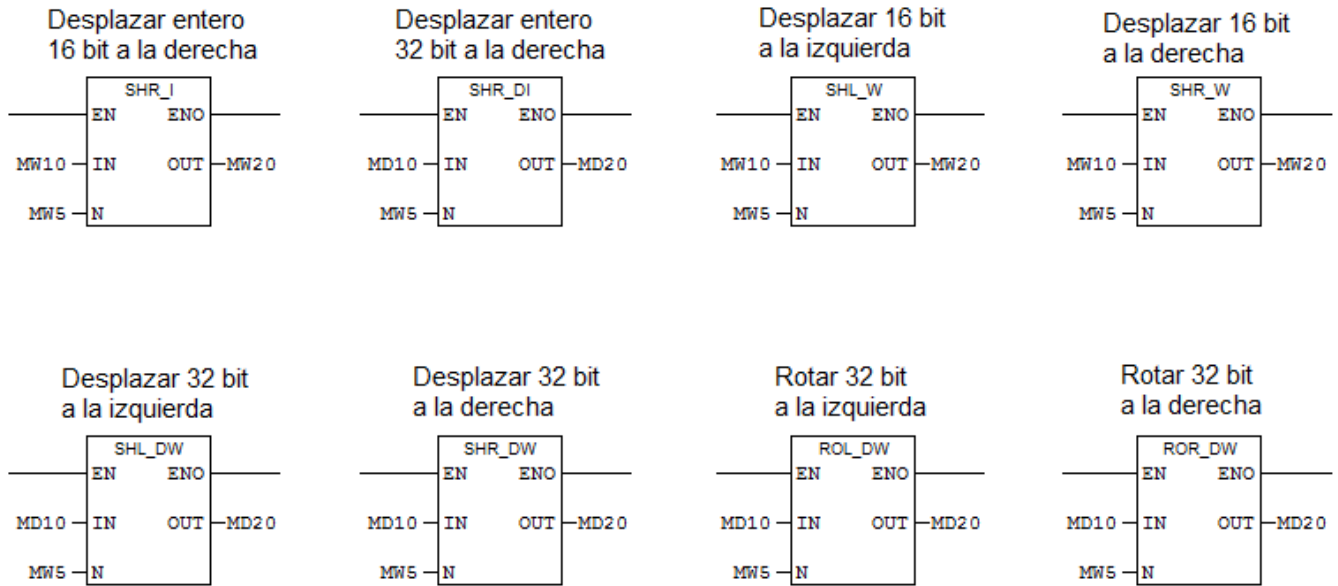 Desplazar entero
16 bit a la derecha
SHR_I
EN ENO
MW10 IN OUT MW20
MW5 N
Desplazar entero
32 bit a la derecha
SHR_DI
EN ENO
MD10 IN OUT MD20
MW5 N
Desplazar 16 bit
a la izquierda
SHL_W
EN ENO
MW10 IN OUT MW20
MW5 N
Desplazar 16 bit
a la derecha
SHR_W
EN ENO
MW10 IN OUT MW20
MW5 N
Desplazar 32 bit
a la izquierda
SHL_DW
EN ENO
MD10 IN OUT MD20
MW5 N
Desplazar 32 bit
a la derecha
SHR_DW
EN ENO
MD10 IN OUT MD20
MW5 N
Rotar 32 bit
a la izquierda
ROL_DW
EN ENO
MD10 IN OUT MD20
MW5 N
Rotar 32 bit
a la derecha
ROR_DW
EN ENO
MD10 IN OUT MD20
MW5 N